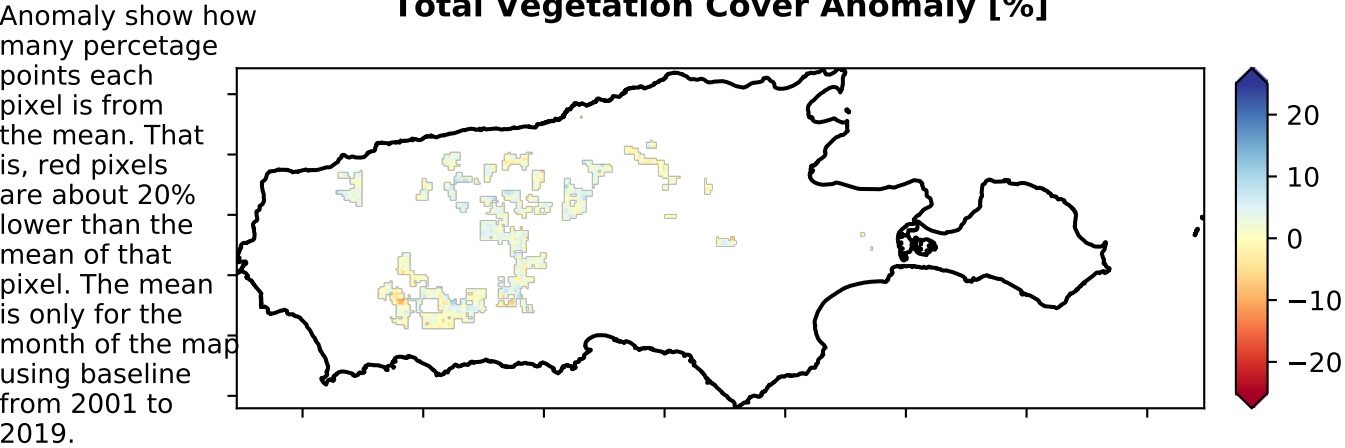 Total Vegetation Cover Anomaly [%]
Anomaly show how
many percetage
points each
pixel is from
the mean. That
is, red pixels
are about 20%
lower than the
mean of that
pixel. The mean
is only for the
month of the map
using baseline
from 2001 to
2019.
20
10
0
−10
−20